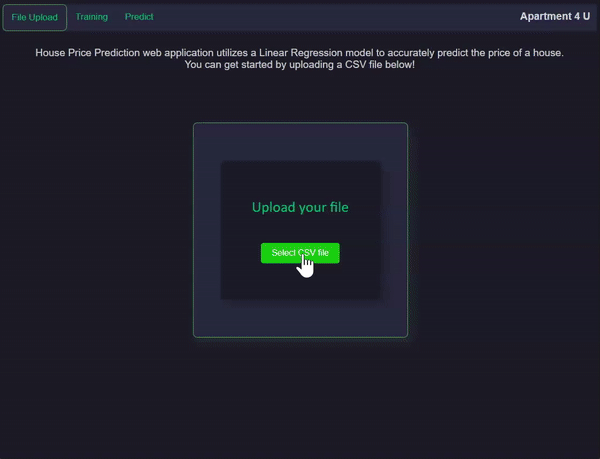 File Upload Training Predict Apartment 4 U
House Price Prediction web application utilizes a Linear Regression model to accurately predict the price of a house.
You can get started by uploading a CSV file below!
Upload your file
Select CSV file